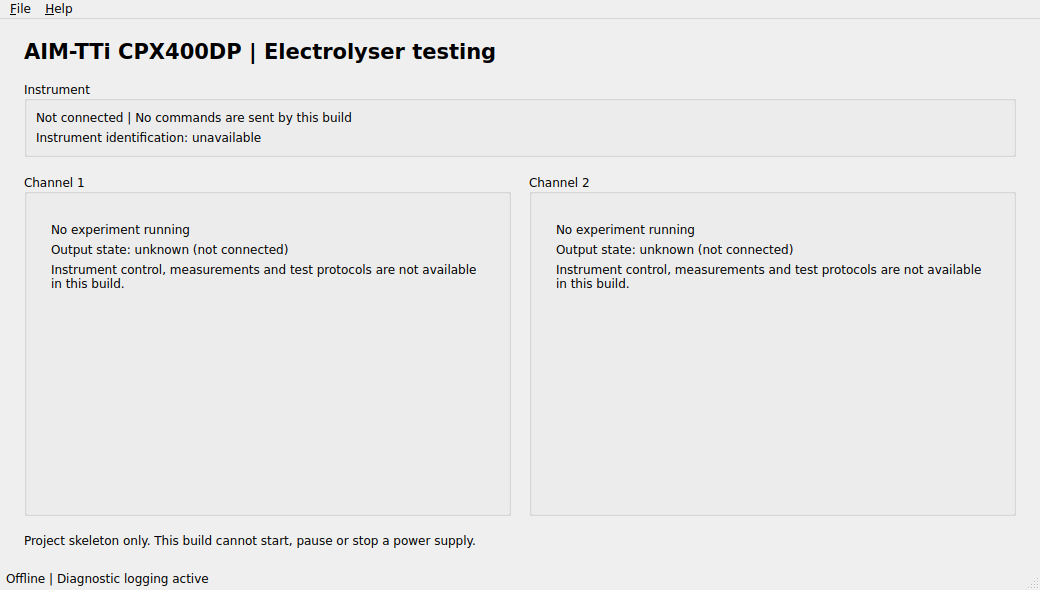 File Help
AIM-TTi CPX400DP | Electrolyser testing
Instrument
Not connected | No commands are sent by this build
Instrument identification: unavailable
Channel 1
No experiment running
Output state: unknown (not connected)
Instrument control, measurements and test protocols are not available
in this build.
Channel 2
No experiment running
Output state: unknown (not connected)
Instrument control, measurements and test protocols are not available
in this build.
Project skeleton only. This build cannot start, pause or stop a power supply.
Offline | Diagnostic logging active